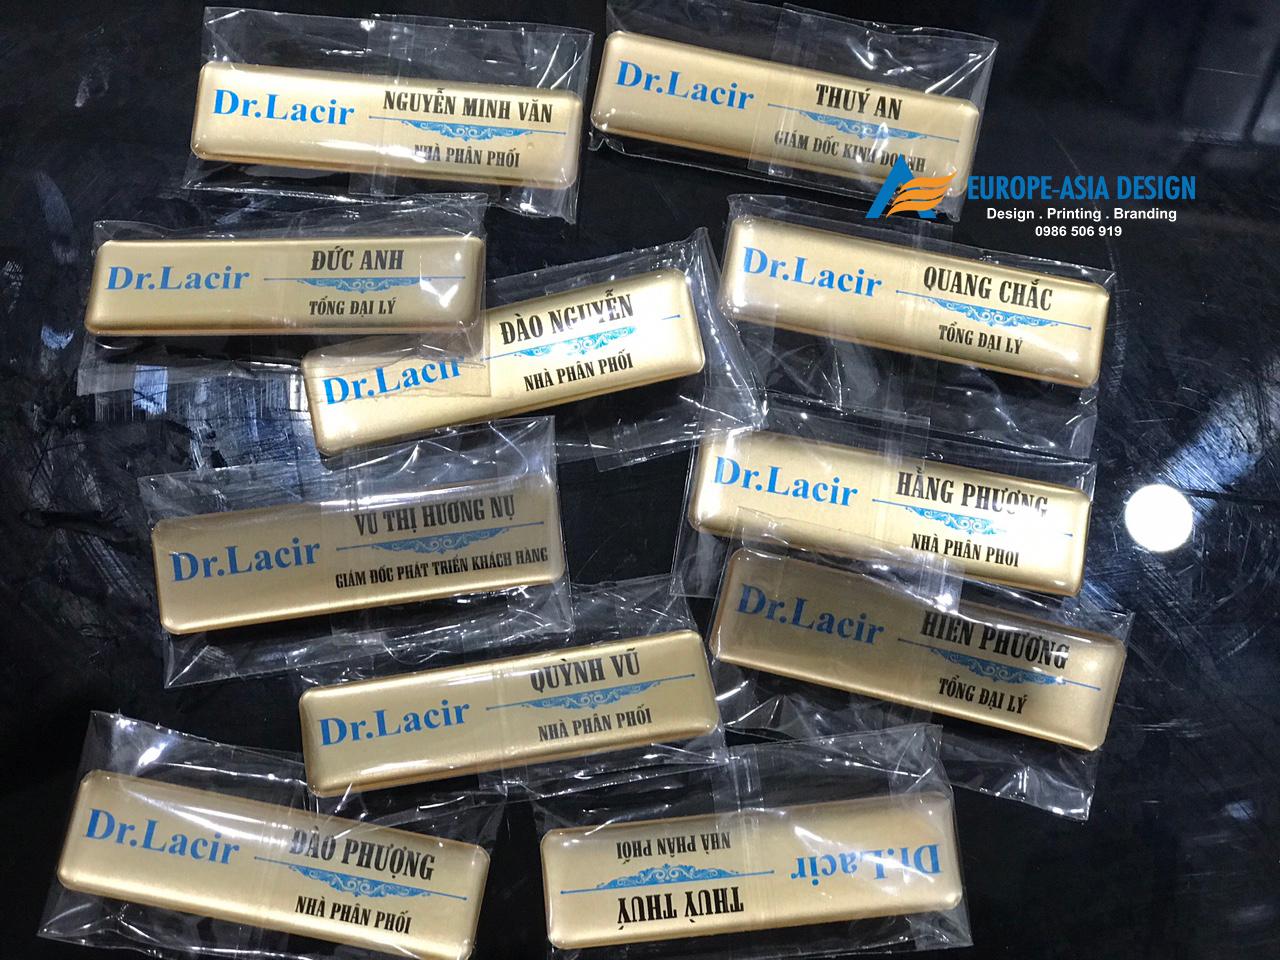 Dr.Lacir
NGUYỄN MINH VĂN
NHÀ PHÂN PHỐI
Dr.Lacir
THUÝ AN
GIÁM ĐỐC KINH DOANH
EUROPE-ASIA DESIGN
Design . Printing . Branding
0986 506 919
Dr.Lacir
ĐỨC ANH
TỔNG ĐẠI LÝ
Dr.Lacir
ĐÀO NGUYỄN
NHÀ PHÂN PHỐI
Dr.Lacir
QUANG CHẮC
TỔNG ĐẠI LÝ
Dr.Lacir
VŨ THỊ HƯƠNG NỤ
GIÁM ĐỐC PHÁT TRIỂN KHÁCH HÀNG
Dr.Lacir
HẰNG PHƯỢNG
NHÀ PHÂN PHỐI
Dr.Lacir
HIÊN PHƯỢNG
TỔNG ĐẠI LÝ
Dr.Lacir
QUỲNH VŨ
NHÀ PHÂN PHỐI
Dr.Lacir
ĐÀO PHƯỢNG
NHÀ PHÂN PHỐI
Dr.Lacir
THUỲ THUÝ
NHÀ PHÂN PHỐI